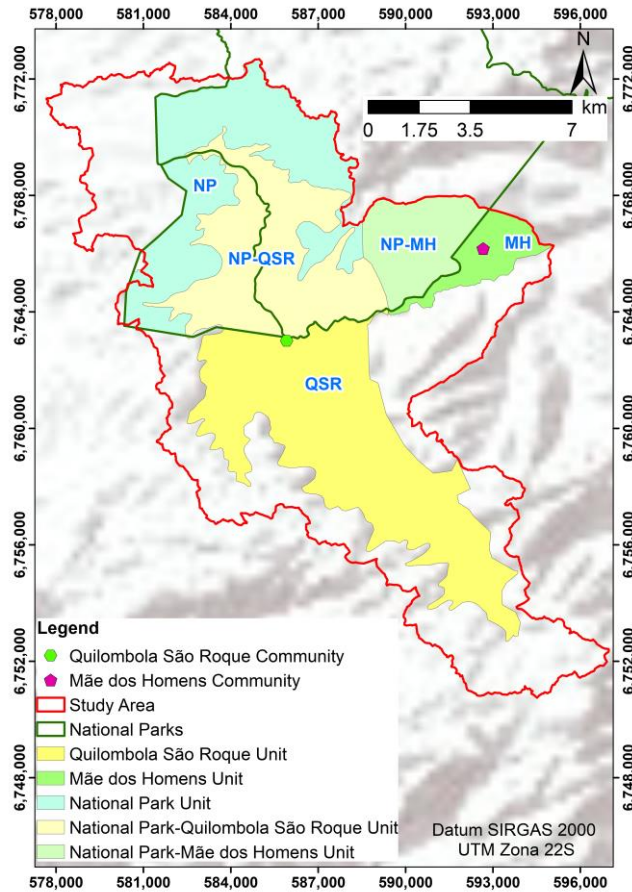 578,000 581,000 584,000 587,000 590,000 593,000 596,000
N
km
0 1.75 3.5 7
6,772,000
6,768,000
6,764,000
6,760,000
6,756,000
6,752,000
6,748,000
NP
NP-QSR
NP-MH
MH
QSR
6,772,000
6,768,000
6,764,000
6,760,000
6,756,000
6,752,000
6,748,000
Legend
Quilombola São Roque Community
Mãe dos Homens Community
Study Area
National Parks
Quilombola São Roque Unit
Mãe dos Homens Unit
National Park Unit
National Park-Quilombola São Roque Unit
National Park-Mãe dos Homens Unit
Datum SIRGAS 2000
UTM Zona 22S
578,000 581,000 584,000 587,000 590,000 593,000 596,000